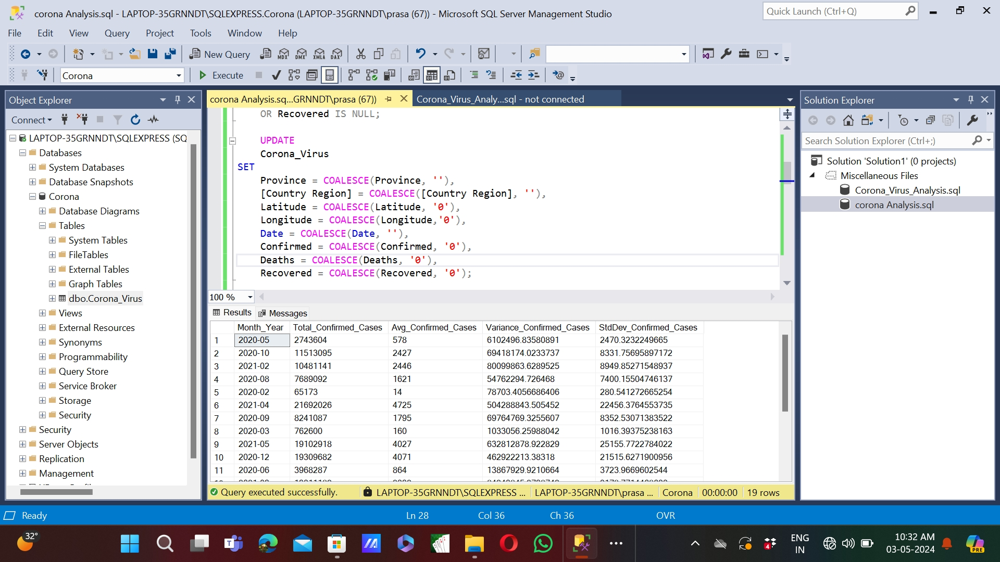 corona Analysis.sql - LAPTOP-35GRNNDT\SQLEXPRESS.Corona (LAPTOP-35GRNNDT\prasa (67)) - Microsoft SQL Server Management Studio
Quick Launch (Ctrl+Q)
File Edit View Query Project Tools Window Help
New Query MDX DMX XMLA DAX
Corona Execute
Object Explorer
Connect
LAPTOP-35GRNNDT\SQLEXPRESS (SQ
Databases
System Databases
Database Snapshots
Corona
Database Diagrams
Tables
System Tables
FileTables
External Tables
Graph Tables
dbo.Corona_Virus
Views
External Resources
Synonyms
Programmability
Query Store
Service Broker
Storage
Security
Security
Server Objects
Replication
Management
corona Analysis.sq...GRNNDT\prasa (67))
Corona_Virus_Analy...sql - not connected
OR Recovered IS NULL;
UPDATE
Corona_Virus
SET
Province = COALESCE(Province, ''),
[Country Region] = COALESCE([Country Region], ''),
Latitude = COALESCE(Latitude, '0'),
Longitude = COALESCE(Longitude,'0'),
Date = COALESCE(Date, ''),
Confirmed = COALESCE(Confirmed, '0'),
Deaths = COALESCE(Deaths, '0'),
Recovered = COALESCE(Recovered, '0');
100 %
Results Messages
Month_Year Total_Confirmed_Cases Avg_Confirmed_Cases Variance_Confirmed_Cases StdDev_Confirmed_Cases
1 2020-05 2743604 578 6102496.83580891 2470.3232249665
2 2020-10 11513095 2427 69418174.0233737 8331.75695897172
3 2021-02 10481141 2446 80099863.6289525 8949.85271548937
4 2020-08 7689092 1621 54762294.726468 7400.15504746137
5 2020-02 65173 14 78703.4056686406 280.541272665254
6 2021-04 21692026 4725 504288843.505452 22456.3764553735
7 2020-09 8241087 1795 69764769.3255607 8352.53071383522
8 2020-03 762600 160 1033056.25988042 1016.39375238163
9 2021-05 19102918 4027 632812878.922829 25155.7722784022
10 2020-12 19309682 4071 462922213.38318 21515.6271900956
11 2020-06 3968287 864 13867929.9210664 3723.9669602544
Query executed successfully. LAPTOP-35GRNNDT\SQLEXPRESS ... LAPTOP-35GRNNDT\prasa ... Corona 00:00:00 19 rows
Solution Explorer
Search Solution Explorer (Ctrl+;)
Solution 'Solution1' (0 projects)
Miscellaneous Files
Corona_Virus_Analysis.sql
corona Analysis.sql
Ready Ln 28 Col 36 Ch 36 OVR
32°
4
ENG
IN
10:32 AM
03-05-2024
PRE